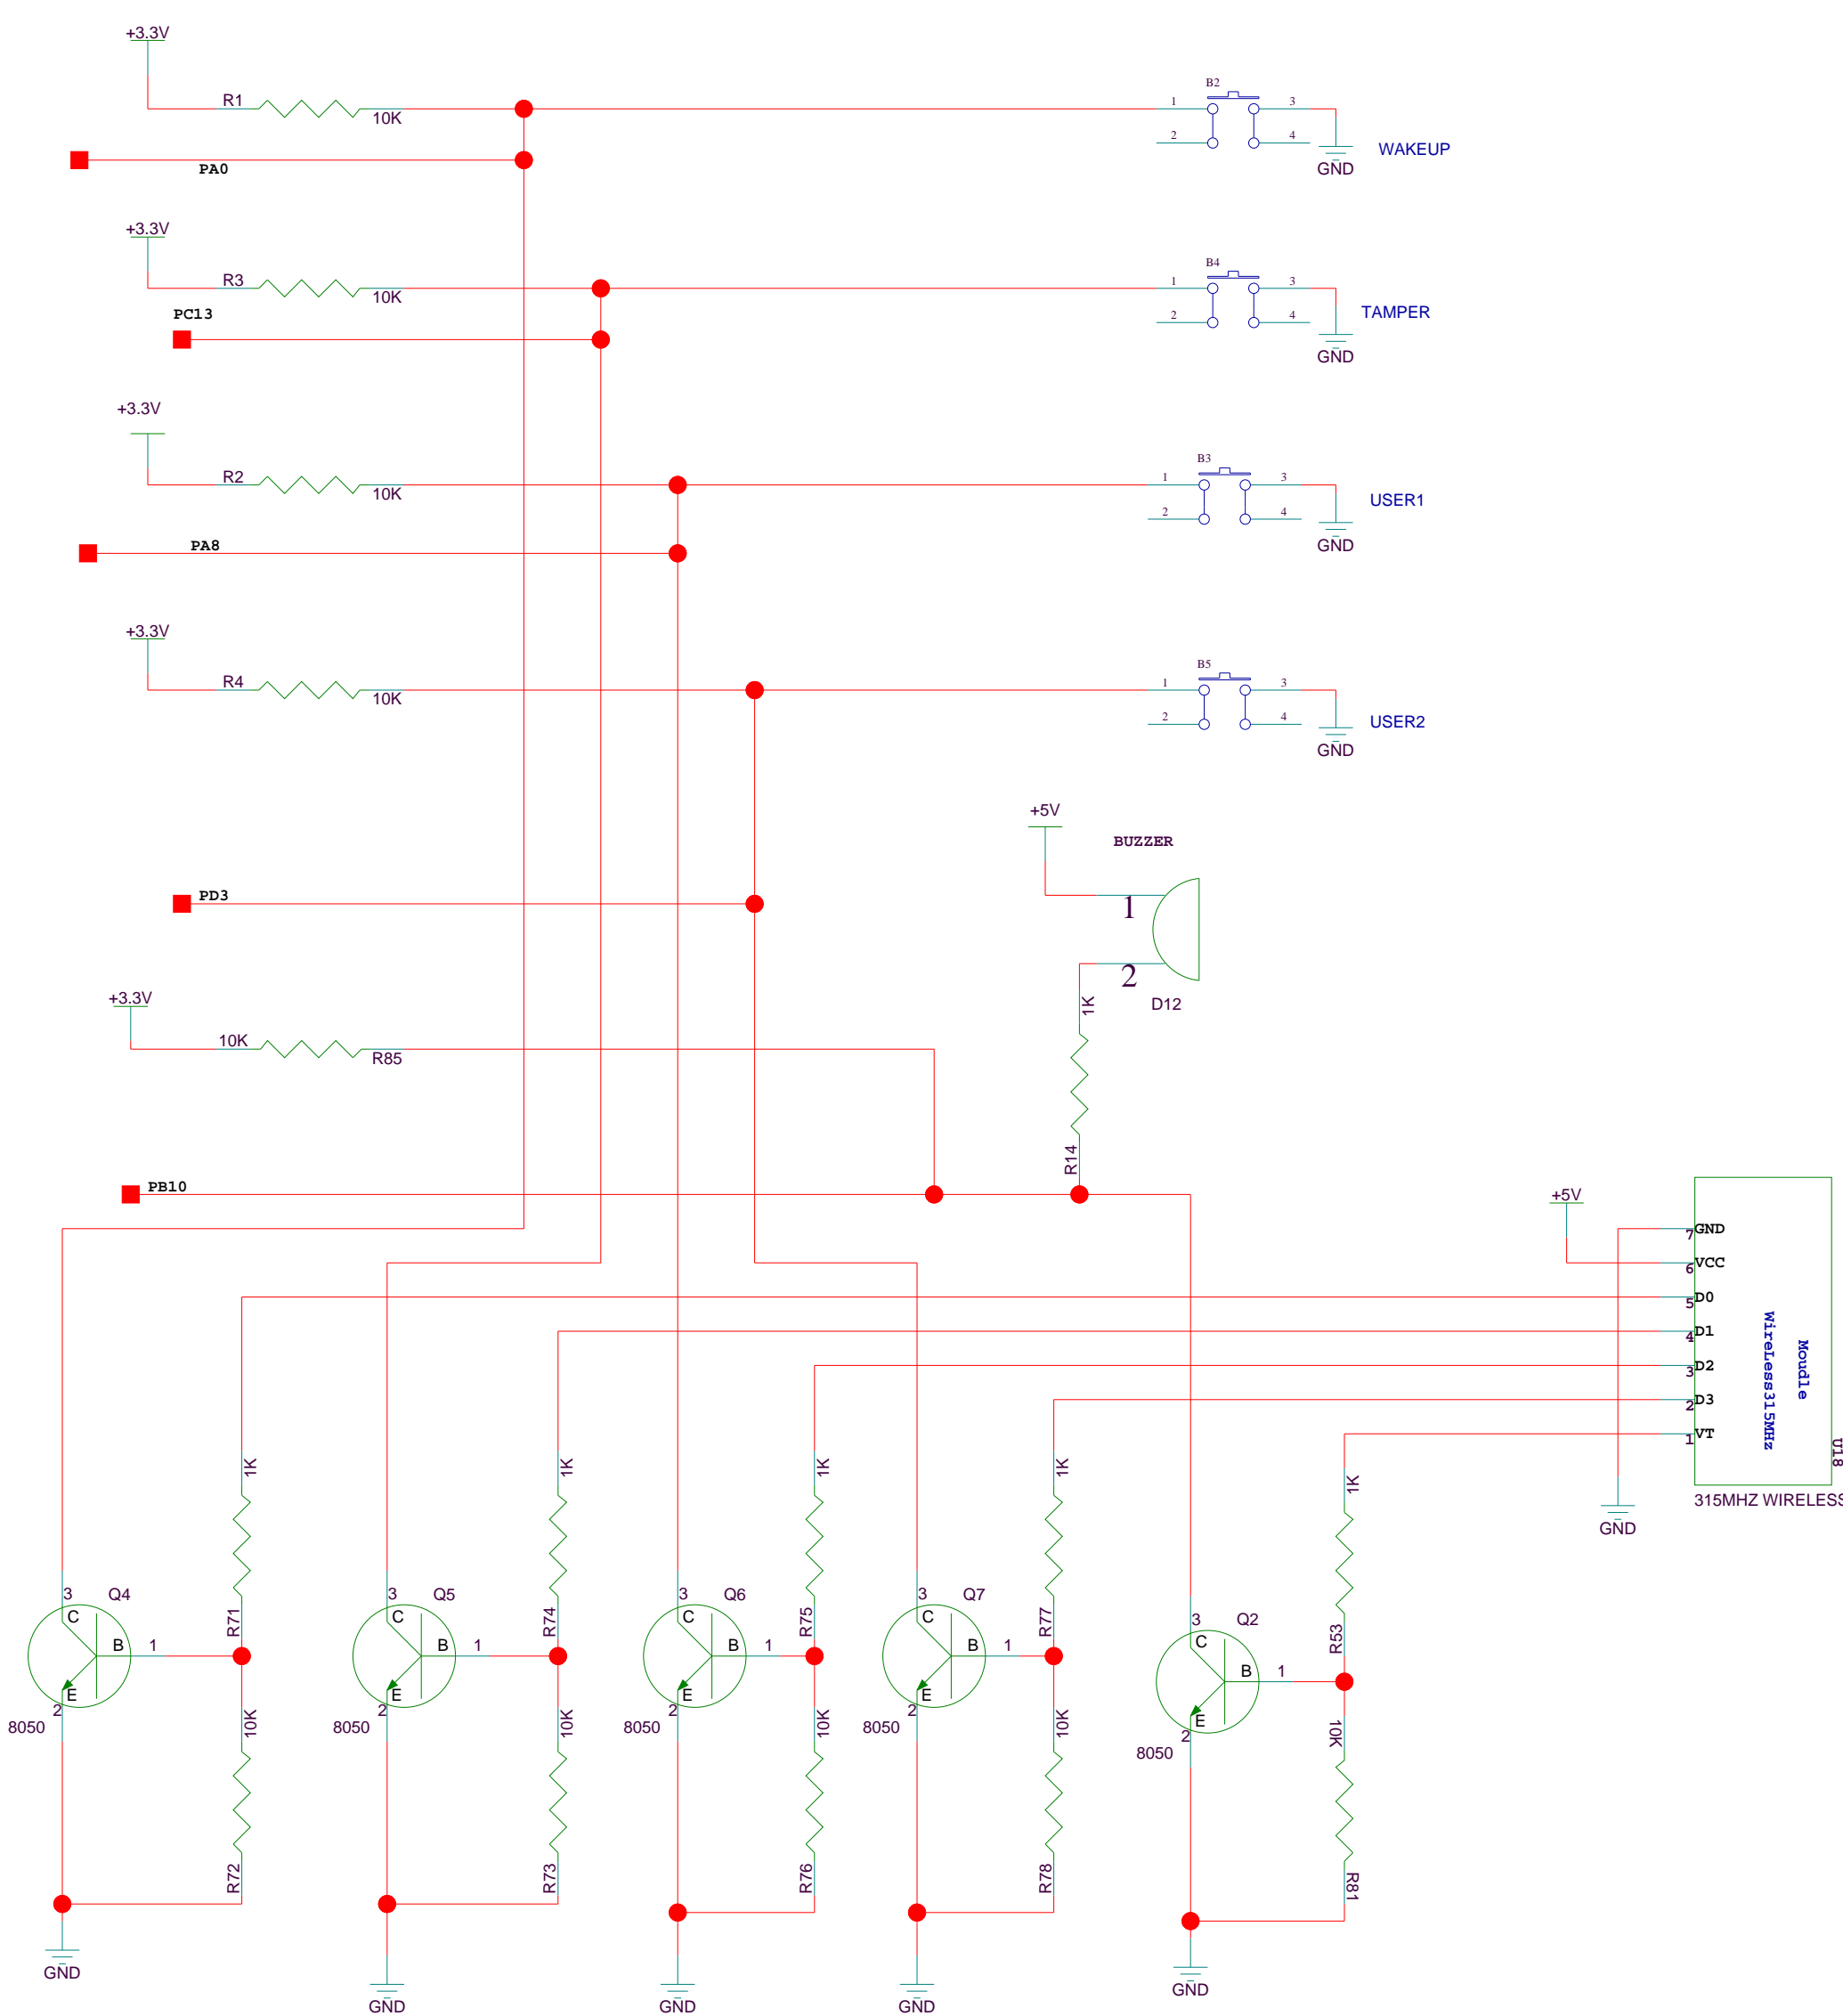 +3.3V
R1
10K
B2
1
3
2
4
GND
WAKEUP
PA0
+3.3V
R3
10K
B4
1
3
2
4
GND
TAMPER
PC13
+3.3V
R2
10K
B3
1
3
2
4
GND
USER1
PA8
+3.3V
R4
10K
B5
1
3
2
4
GND
USER2
+5V
BUZZER
1
2
D12
PD3
+3.3V
10K
R85
1K
R14
PB10
+5V
7
GND
6
VCC
5
D0
4
D1
3
D2
2
D3
1
VT
WireLess315MHz
Moudle
U18
315MHZ WIRELESS
GND
1K
1K
1K
1K
1K
3
Q4
C
B
1
E
2
8050
R71
10K
R72
GND
3
Q5
C
B
1
E
2
8050
R74
10K
R73
GND
3
Q6
C
B
1
E
2
8050
R75
10K
R76
GND
3
Q7
C
B
1
E
2
8050
R77
10K
R78
GND
3
Q2
C
B
1
E
2
8050
R53
10K
R81
GND